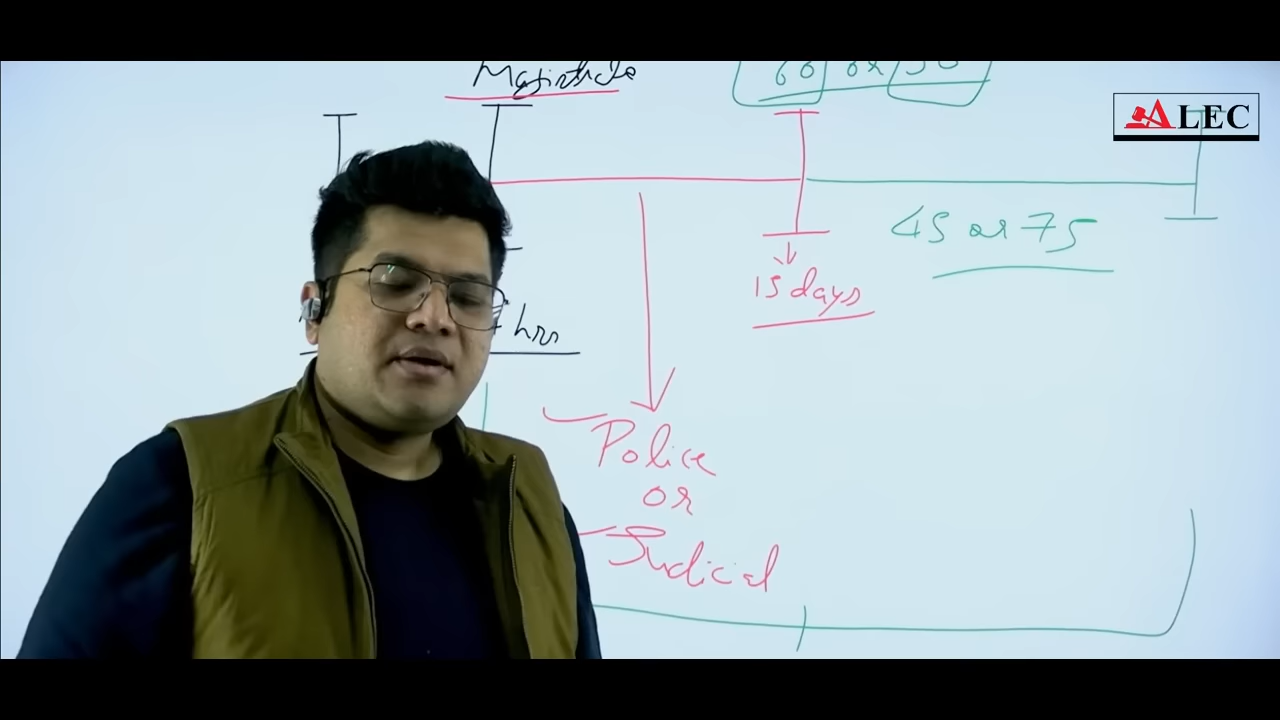 Magistrate
60 or 90
ALEC
45 or 75
15 days
hrs
Police
or
Judicial